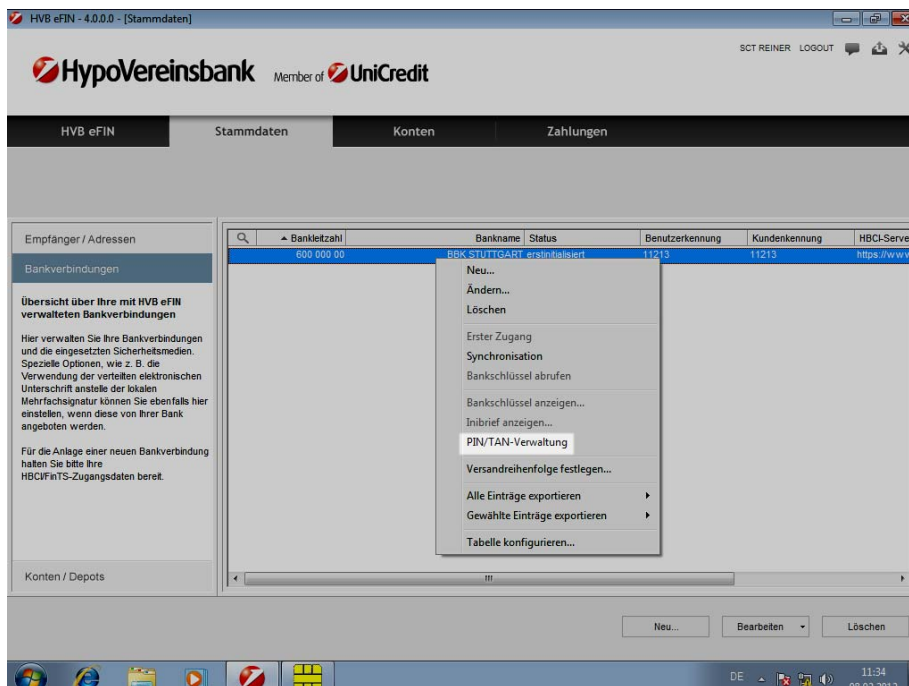 HVB eFIN - 4.0.0.0 - [Stammdaten]
SCT REINER LOGOUT
HypoVereinsbank Member of UniCredit
HVB eFIN Stammdaten Konten Zahlungen
Empfänger / Adressen
Bankverbindungen
Übersicht über Ihre mit HVB eFIN
verwalteten Bankverbindungen
Hier verwalten Sie Ihre Bankverbindungen
und die eingesetzten Sicherheitsmedien.
Spezielle Optionen, wie z. B. die
Verwendung der verteilten elektronischen
Unterschrift anstelle der lokalen
Mehrfachsignatur können Sie ebenfalls hier
einstellen, wenn diese von Ihrer Bank
angeboten werden.
Für die Anlage einer neuen Bankverbindung
halten Sie bitte Ihre
HBCI/FinTS-Zugangsdaten bereit.
Konten / Depots
Bankleitzahl Bankname Status Benutzerkennung Kundenkennung HBCI-Serve
600 000 00 BBK STUTTGART erstinitialisiert 11213 11213 https://www
Neu...
Ändern...
Löschen
Erster Zugang
Synchronisation
Bankschlüssel abrufen
Bankschlüssel anzeigen...
Inibrief anzeigen...
PIN/TAN-Verwaltung
Versandreihenfolge festlegen...
Alle Einträge exportieren
Gewählte Einträge exportieren
Tabelle konfigurieren...
Neu... Bearbeiten Löschen
DE 11:34